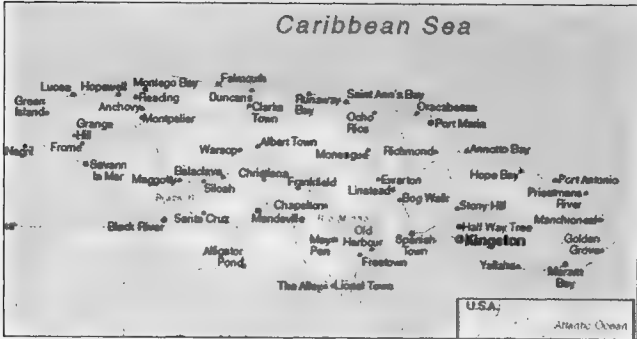 Caribbean Sea
Lucea
Hopewell
Montego Bay
Falmouth
Green
Island
Reading
Anchovy
Montpelier
Duncans
Clarks
Town
Runaway
Bay
Saint Ann's Bay
Ocho
Rios
Oracabessa
Port Maria
Grange
Hill
Frome
Negril
Savann
la Mar
Warsop
Albert Town
Moneague
Richmond
Annotto Bay
Maggotty
Balaclava
Siloah
Christiana
Frankfield
Linstead
Ewarton
Bog Walk
Hope Bay
Port Antonio
Priestmans
River
Manchioneal
Black River
Santa Cruz
Mandeville
Chapelton
Stony Hill
Half Way Tree
Kingston
Golden
Grove
Alligator
Pond
May
Pen
Old
Harbour
Freetown
Spanish
Town
Yallahs
Morant
Bay
The Alley
Lionel Town
U.S.A.
Atlantic Ocean